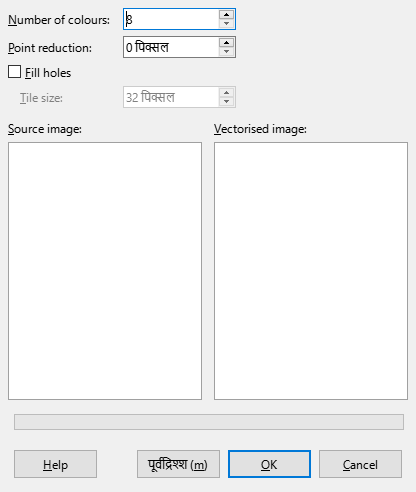 Number of colours: 8
Point reduction: 0 पिक्सल
Fill holes
Tile size: 32 पिक्सल
Source image: Vectorised image:
Help पूर्वद्रिश्श (m) OK Cancel